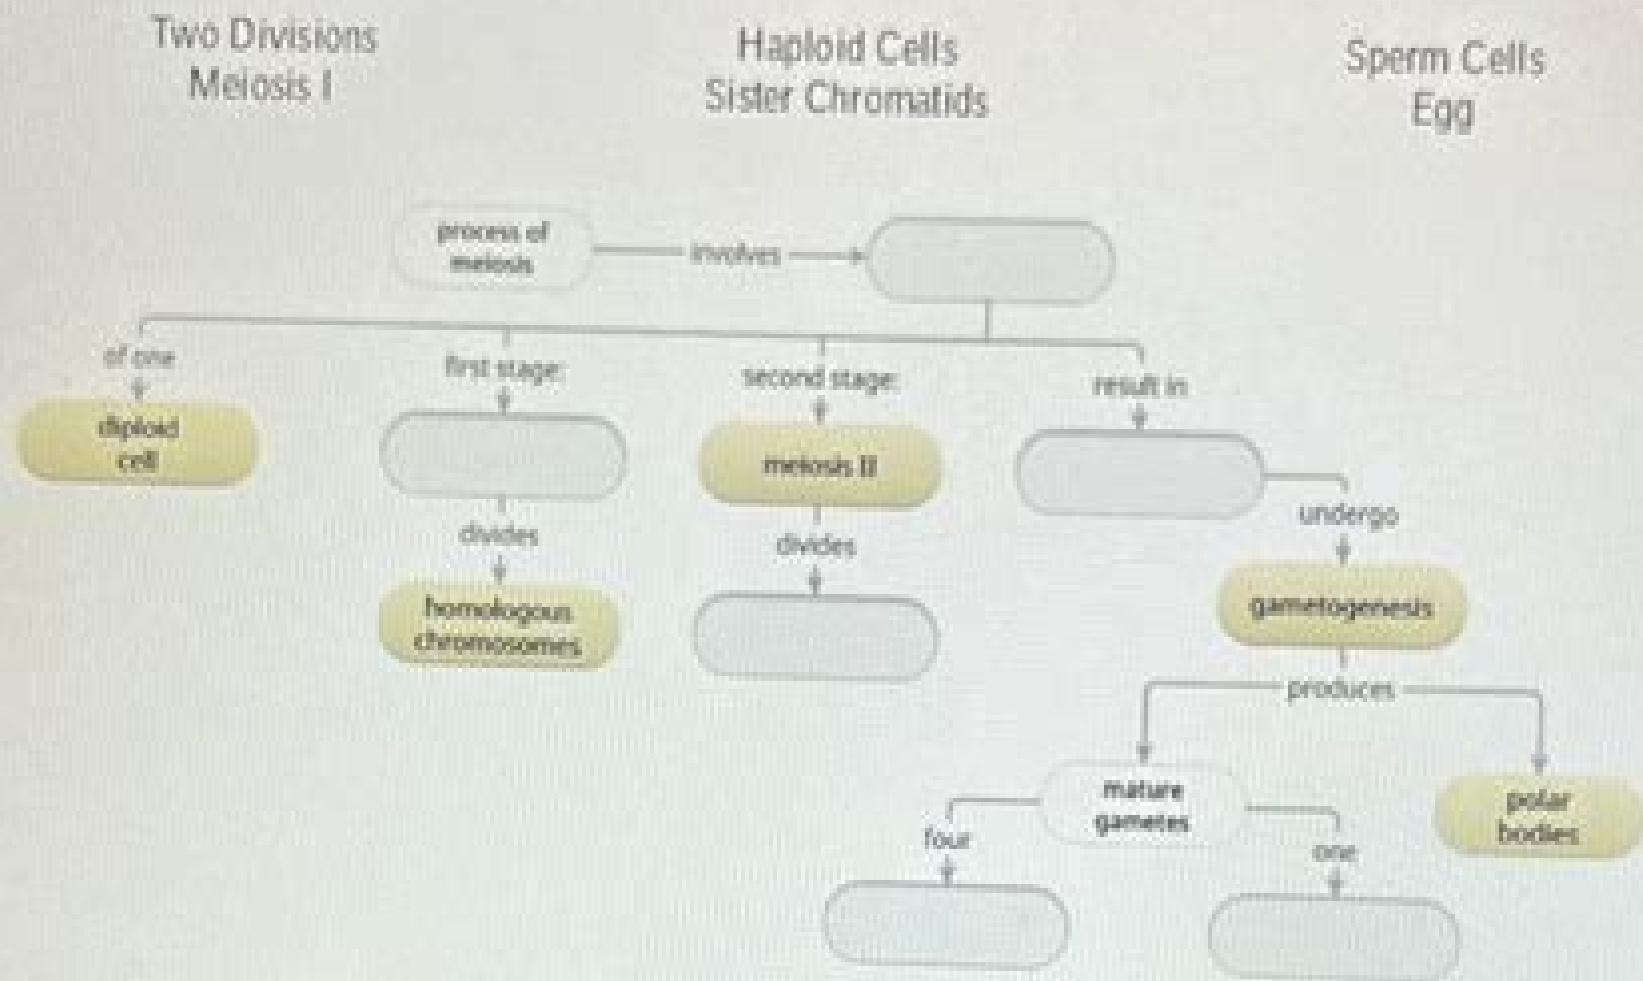 Two Divisions
Meiosis I
Haploid Cells
Sister Chromatids
Sperm Cells
Egg
process of
meiosis
involves
of one
first stage:
second stage:
result in
diploid
cell
meiosis II
divides
divides
undergo
homologous
chromosomes
gametogenesis
produces
mature
gametes
polar
bodies
four
one